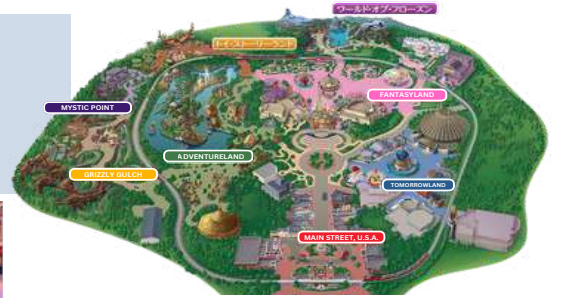 ワールド・オブ・フローズン
トイ・ストーリーランド
FANTASYLAND
MYSTIC POINT
ADVENTURELAND
GRIZZLY GULCH
TOMORROWLAND
MAIN STREET, U.S.A.